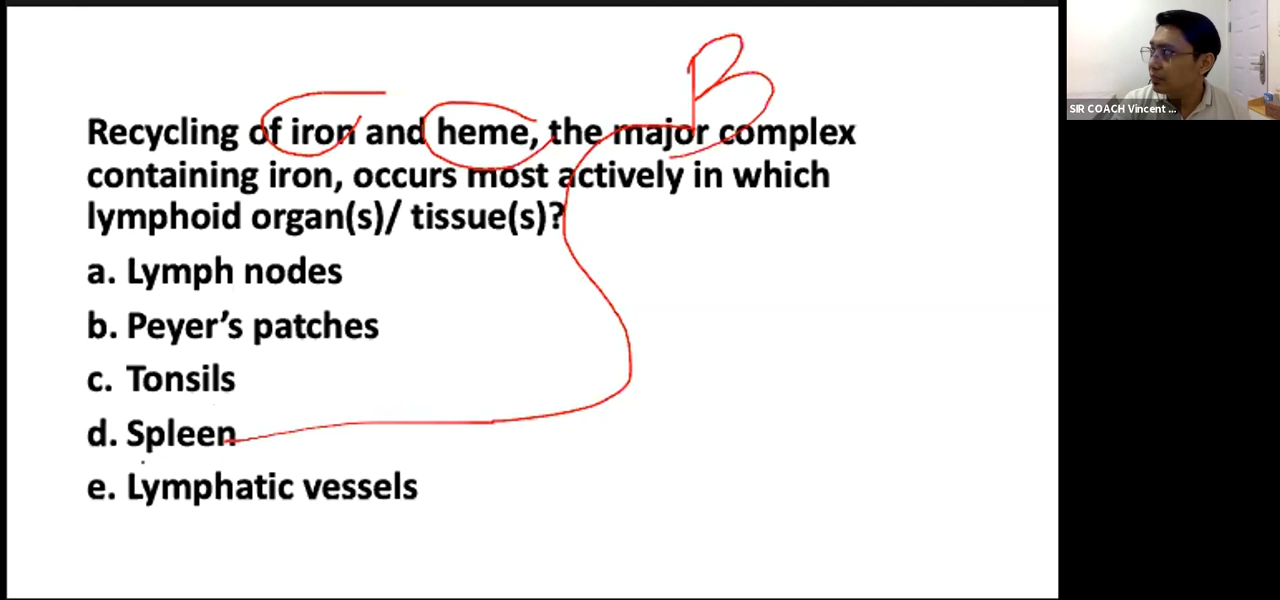 B
Recycling of iron and heme, the major complex
containing iron, occurs most actively in which
lymphoid organ(s)/ tissue(s)?
a. Lymph nodes
b. Peyer's patches
c. Tonsils
d. Spleen
e. Lymphatic vessels
SIR COACH Vincent ...